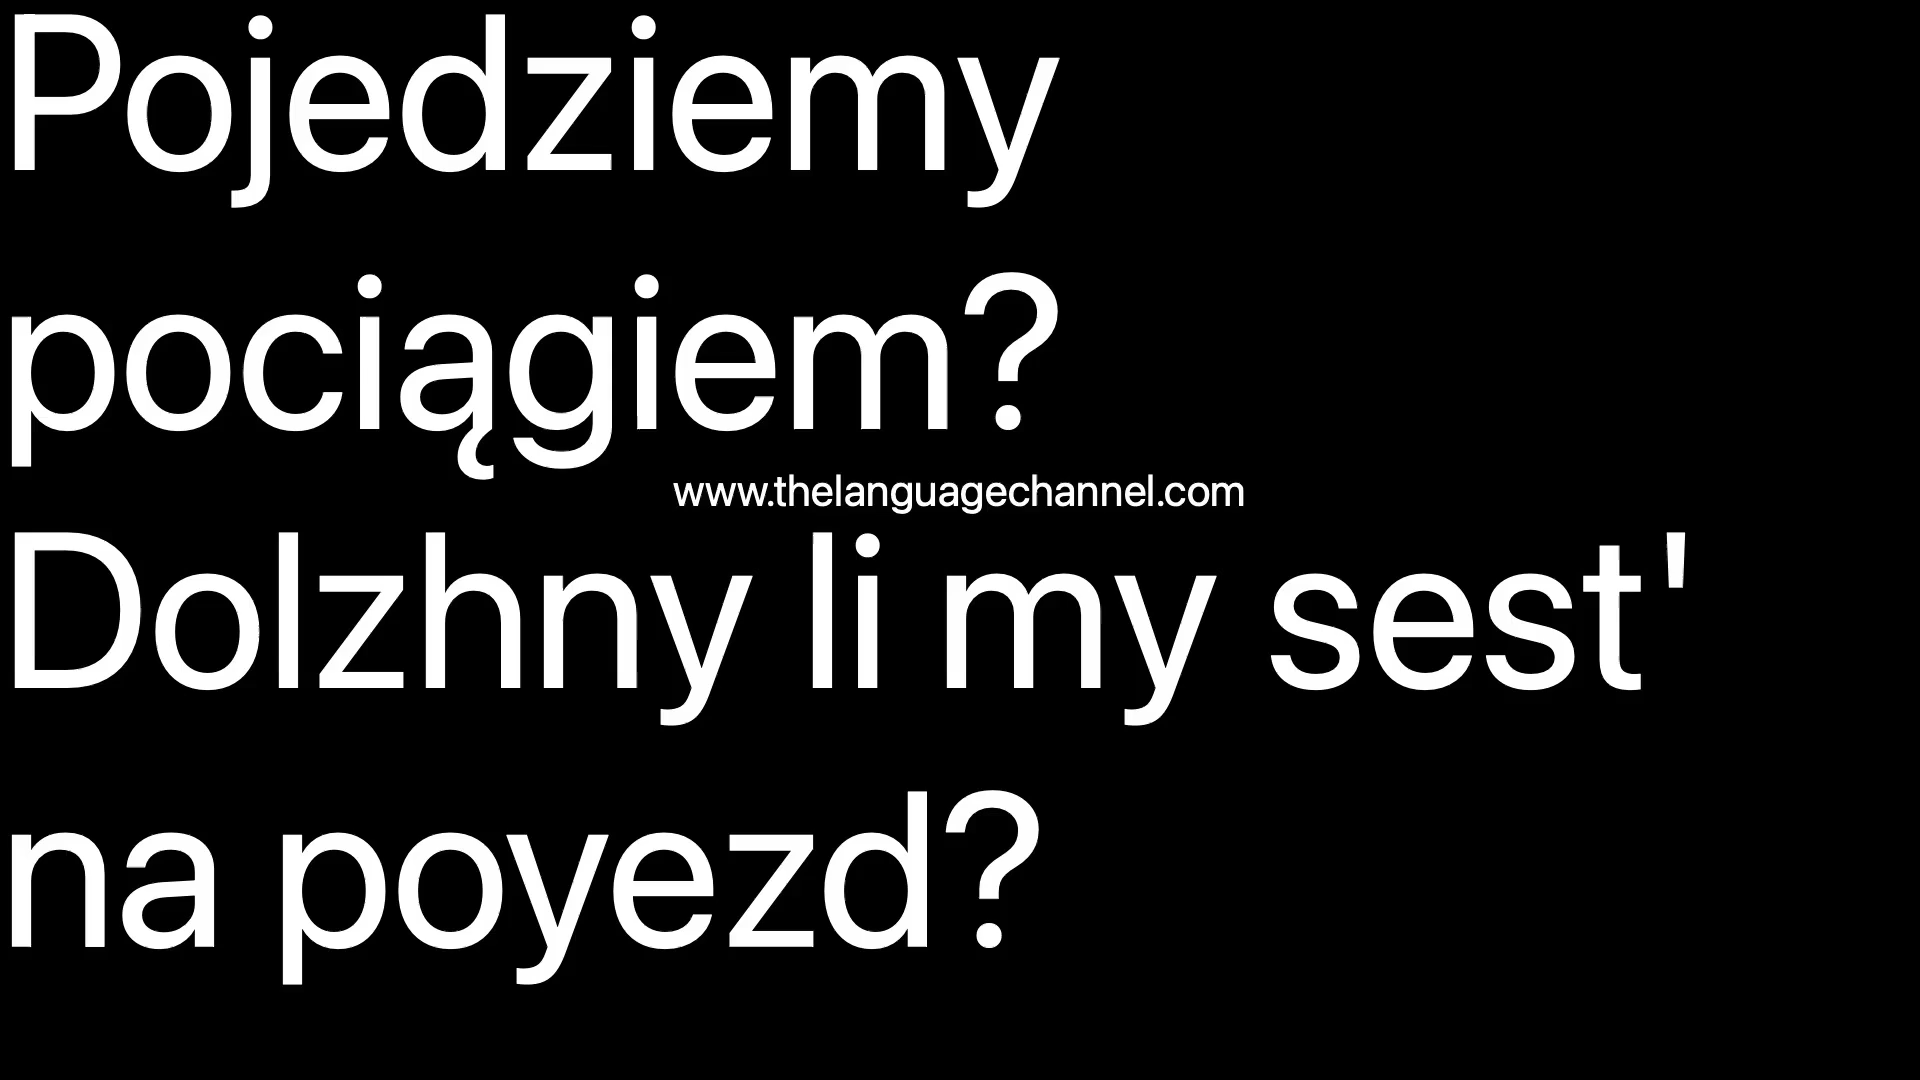 Pojedziemy
pociągiem?
www.thelanguagechannel.com
Dolzhny li my sest'
na poyezd?